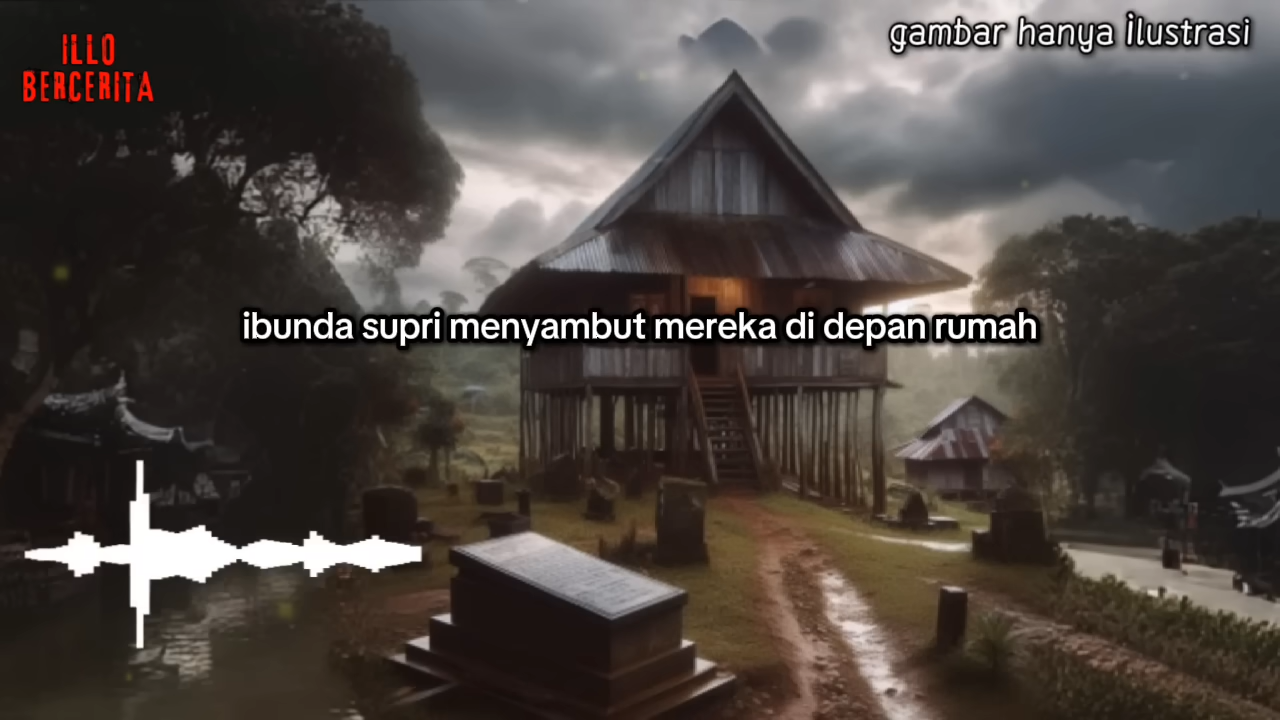 ILLO
BERCERITA
gambar hanya ilustrasi
ibunda supri menyambut mereka di depan rumah